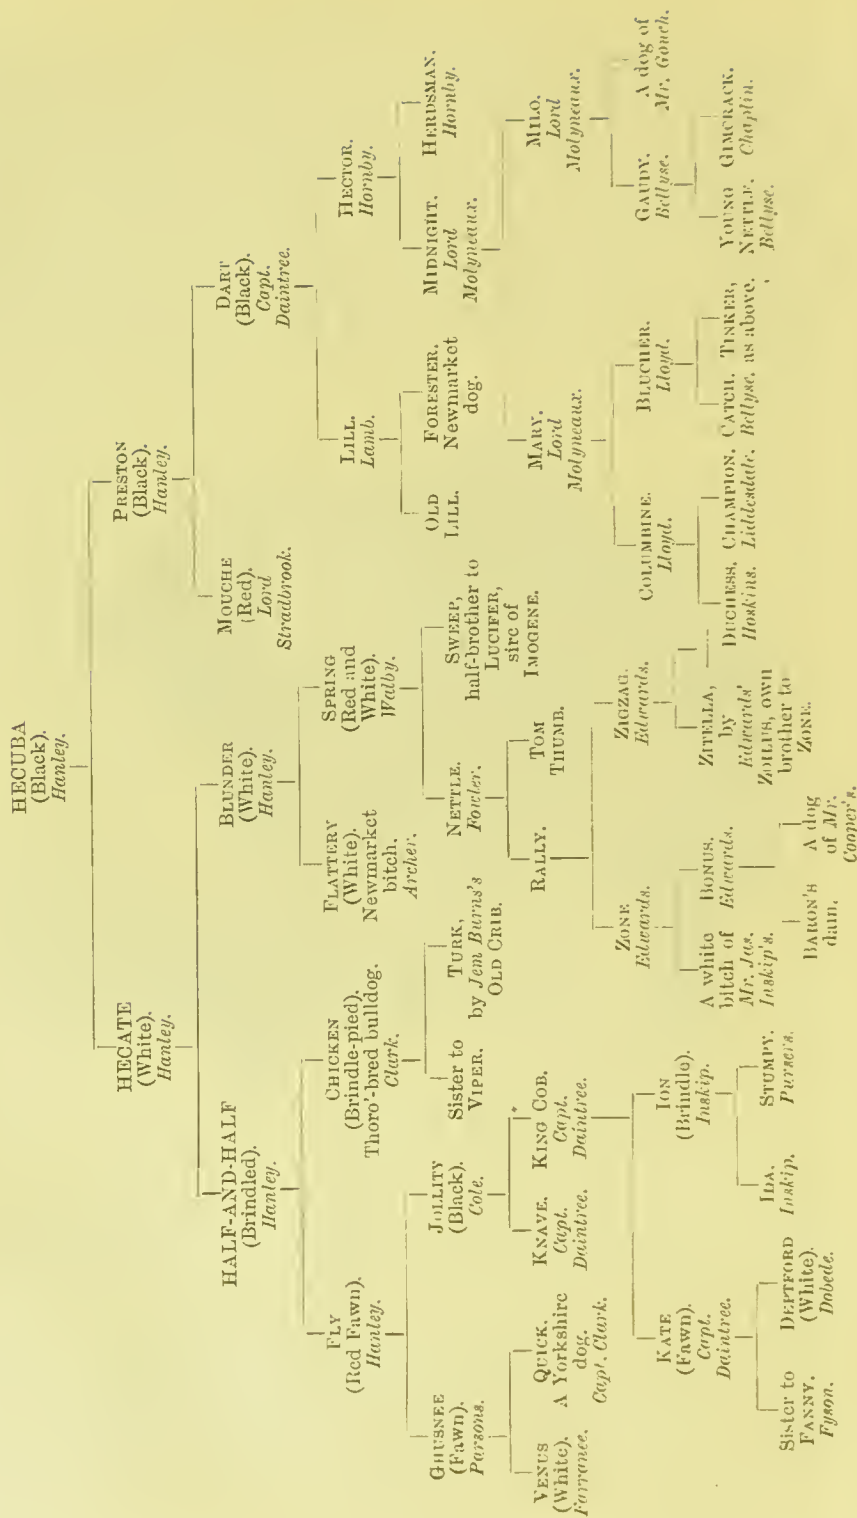 HECUBA
(Black).
Hanley.
HECATE
(White).
Hanley.
PRESTON
(Black).
Hanley.
HALF-AND-HALF
(Brindled).
Hanley.
BLUNDER
(White).
Hanley.
MOUCHE
(Red).
Lord
Stradbrook.
DART
(Black).
Capt.
Daintree.
FLY
(Red Fawn).
Hanley.
CHICKEN
(Brindle-pied).
Thoro'-bred bulldog.
Clark.
FLATTERY
(White).
Newmarket
bitch.
Archer.
SPRING
(Red and
White).
Walby.
LILL.
Lamb.
HECTOR.
Hornby.
GHUSNEE
(Fawn).
Parsons.
JOLLITY
(Black).
Cole.
Sister to
VIPER.
TURK,
by Jem Burns's
OLD CRIB.
NETTLE.
Fowler.
SWEEP,
half-brother to
LUCIFER,
sire of
IMOGENE.
OLD
LILL.
FORESTER.
Newmarket
dog.
MIDNIGHT.
Lord
Molyneaux.
HERDSMAN.
Hornby.
VENUS
(White).
Farrance.
QUICK.
A Yorkshire
dog.
Capt. Clark.
KNAVE.
Capt.
Daintree.
KING COB.
Capt.
Daintree.
RALLY.
TOM
THUMB.
MARY.
Lord
Molyneaux.
MILO.
Lord
Molyneaux.
KATE
(Fawn).
Capt.
Daintree.
ION
(Brindle).
Inskip.
ZONE
Edwards.
ZIGZAG.
Edwards.
COLUMBINE.
Lloyd.
BLUCHER.
Lloyd.
GAUDY.
Bellyse.
A dog of
Mr. Gouch.
Sister to
FANNY.
Fyson.
DEPTFORD
(White).
Dobede.
IDA.
Inskip.
STUMPY.
Pursers.
A white
bitch of
Mr. Jas.
Inskip's.
BONUS.
Edwards.
ZITELLA,
by
Edwards'
ZOILUS, own
brother to
ZONE.
DUCHESS.
Hoskins.
CHAMPION.
Liddesdale.
CATCH.
Bellyse.
TINKER,
as above.
YOUNG
NETTLE.
Bellyse.
GIMCRACK.
Chaplin.
BARON'S
dam.
A dog
of Mr.
Cooper's.